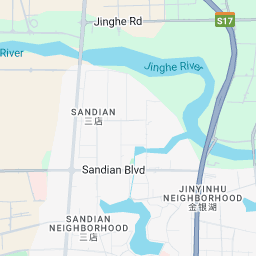 Jinghe Rd
S17
River
Jinghe River
SANDIAN
三店
Sandian Blvd
JINYINHU
NEIGHBORHOOD
金银湖
SANDIAN
NEIGHBORHOOD
三店